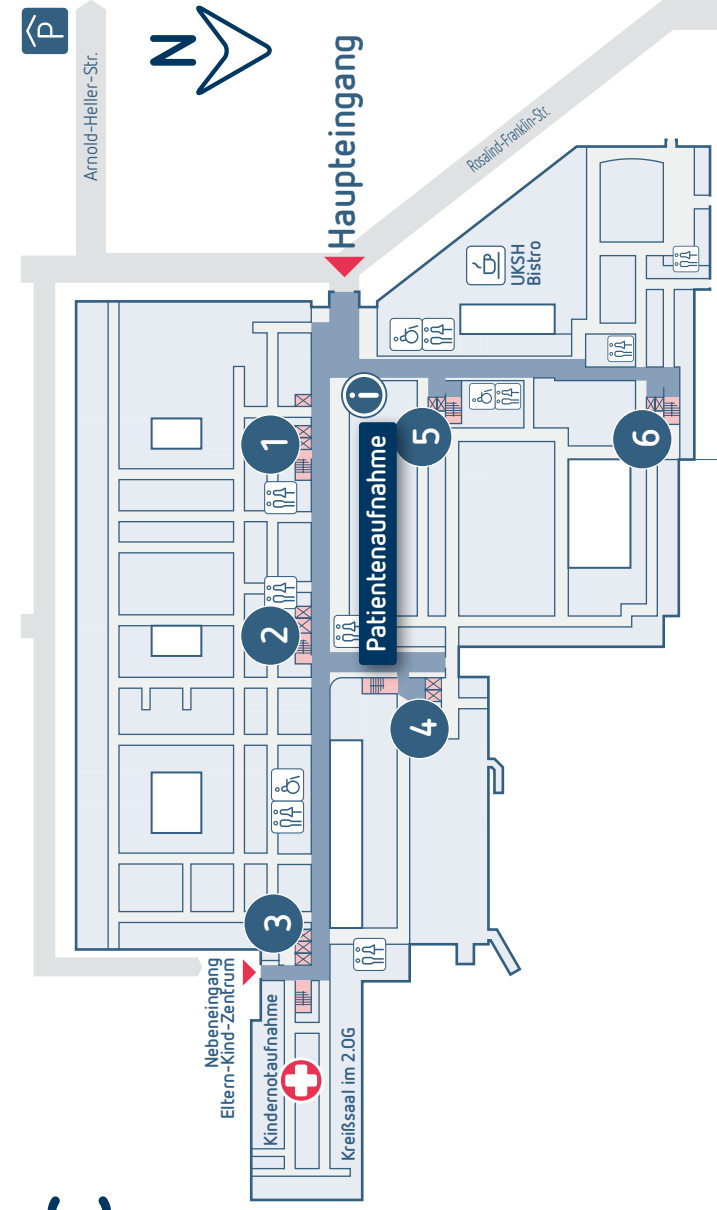 P
Arnold-Heller-Str.
N
Haupteingang
Rosalind-Franklin-Str.
UKSH
Bistro
i
Patientenaufnahme
1
2
3
4
5
6
Nebeneingang
Eltern-Kind-Zentrum
Kindernotaufnahme
Kreißsaal im 2.OG